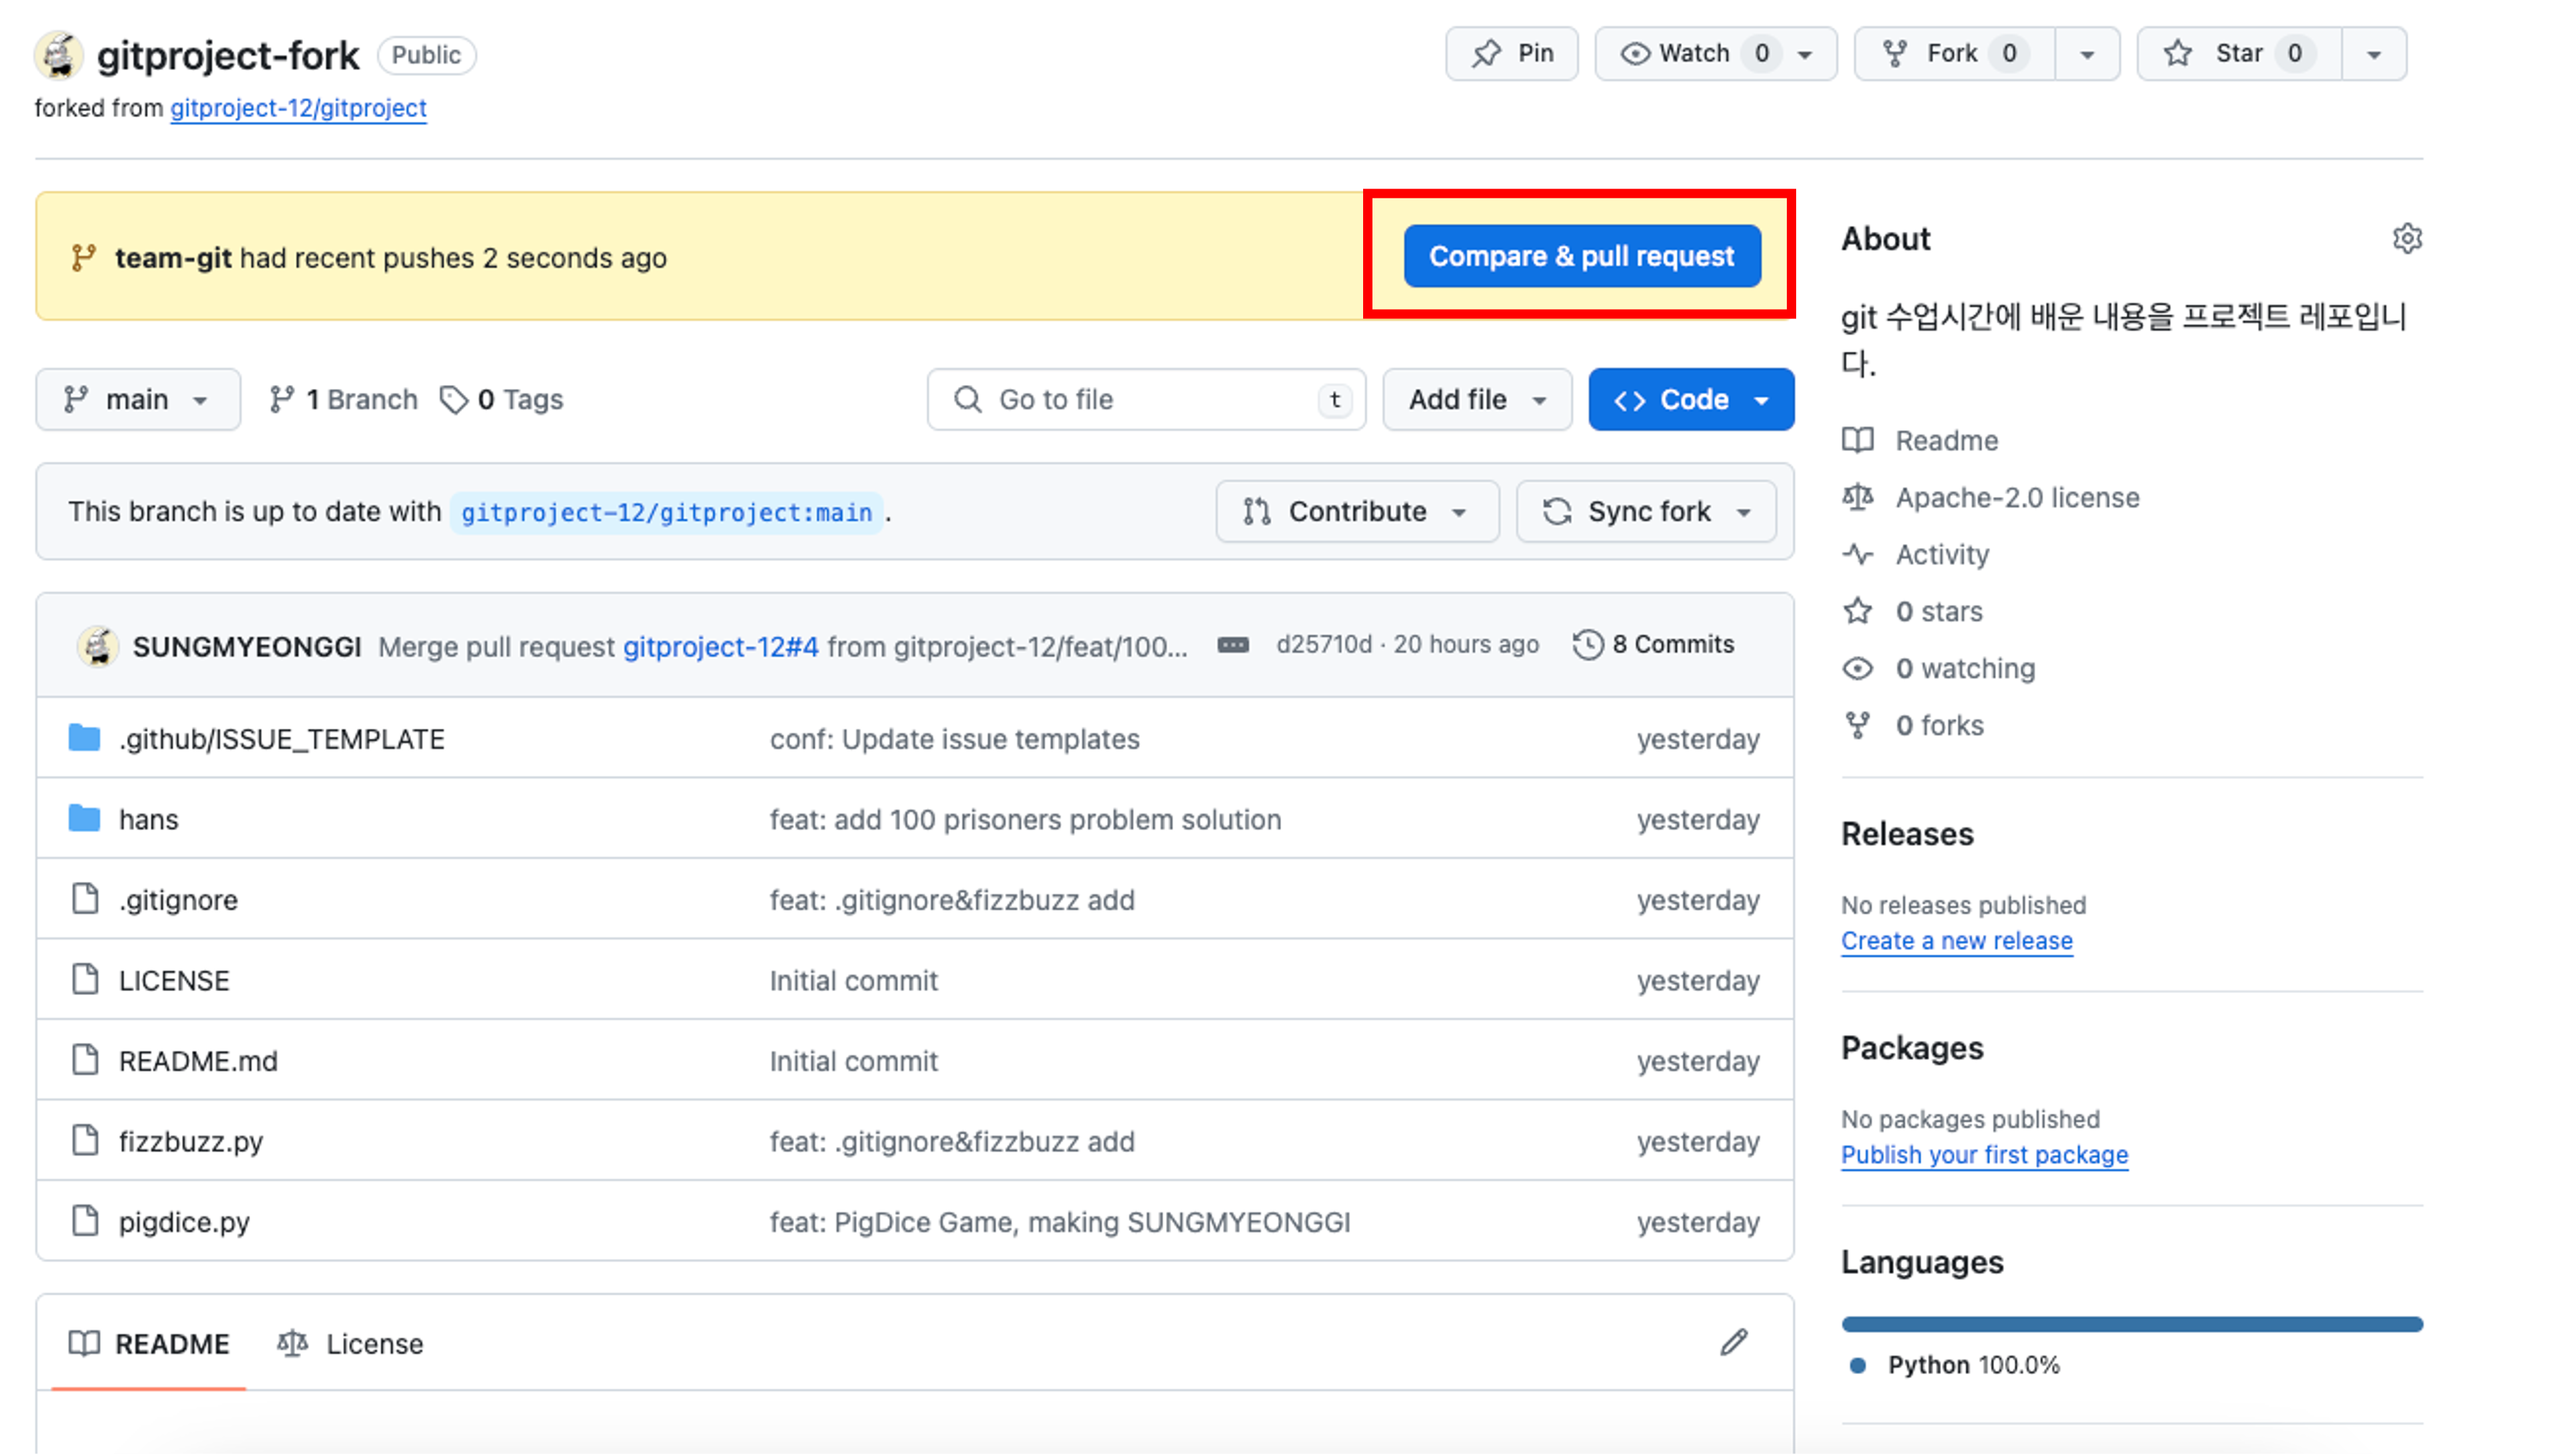 gitproject-fork Public
Pin
Watch 0
Fork 0
Star 0
forked from gitproject-12/gitproject
team-git had recent pushes 2 seconds ago
Compare & pull request
main
1 Branch
0 Tags
Go to file
t
Add file
<> Code
This branch is up to date with gitproject-12/gitproject:main.
Contribute
Sync fork
SUNGMYEONGGI Merge pull request gitproject-12#4 from gitproject-12/feat/100... d25710d · 20 hours ago 8 Commits
.github/ISSUE_TEMPLATE conf: Update issue templates yesterday
hans feat: add 100 prisoners problem solution yesterday
.gitignore feat: .gitignore&fizzbuzz add yesterday
LICENSE Initial commit yesterday
README.md Initial commit yesterday
fizzbuzz.py feat: .gitignore&fizzbuzz add yesterday
pigdice.py feat: PigDice Game, making SUNGMYEONGGI yesterday
README
License
About
git 수업시간에 배운 내용을 프로젝트 레포입니
다.
Readme
Apache-2.0 license
Activity
0 stars
0 watching
0 forks
Releases
No releases published
Create a new release
Packages
No packages published
Publish your first package
Languages
Python 100.0%